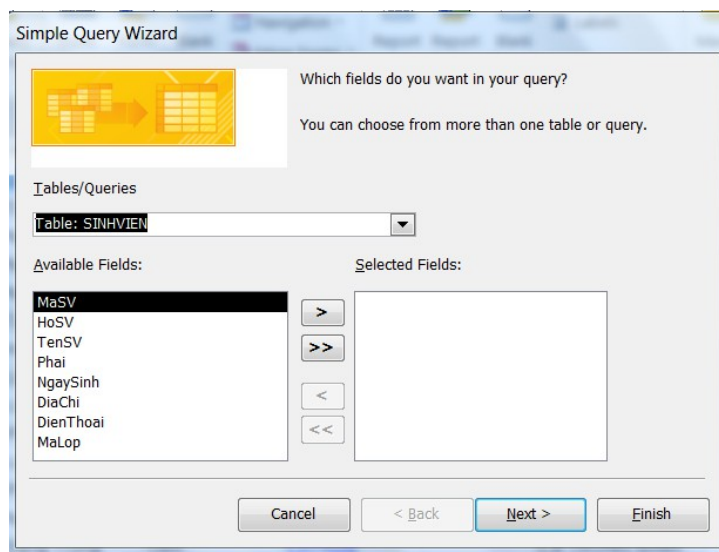 Simple Query Wizard
Which fields do you want in your query?
You can choose from more than one table or query.
Tables/Queries
Table: SINHVIEN
Available Fields:
Selected Fields:
MaSV
HoSV
TenSV
Phai
NgaySinh
DiaChi
DienThoai
MaLop
>
>>
<
<<
Cancel
< Back
Next >
Finish